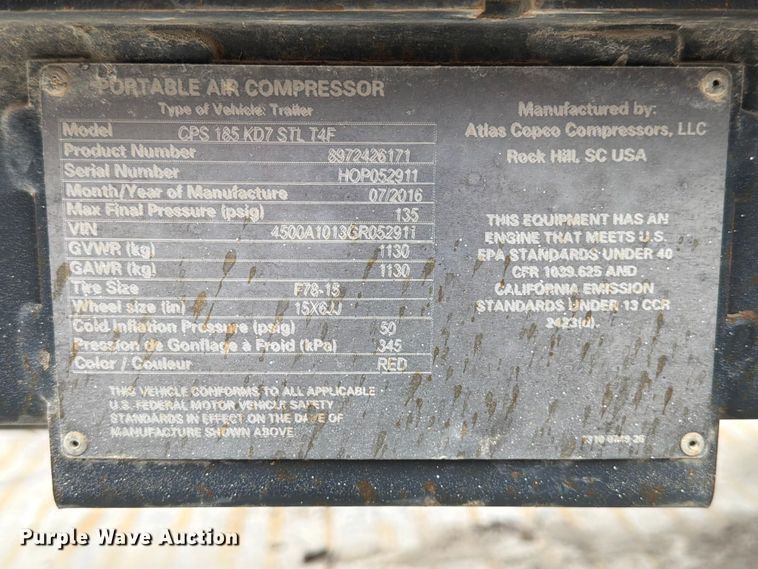 PORTABLE AIR COMPRESSOR
Type of Vehicle: Trailer
Model CPS 185 KD7 STL T4F
Product Number 8972426171
Serial Number HOP052911
Month/Year of Manufacture 07/2016
Max Final Pressure (psig) 135
VIN 4500A1013GR052911
GVWR (kg) 1130
GAWR (kg) 1130
Tire Size F78-15
Wheel size (in) 15X6JJ
Cold Inflation Pressure (psig) 50
Pression de Gonflage à Froid (kPa) 345
Color / Couleur RED
THIS VEHICLE CONFORMS TO ALL APPLICABLE
U.S. FEDERAL MOTOR VEHICLE SAFETY
STANDARDS IN EFFECT ON THE DATE OF
MANUFACTURE SHOWN ABOVE
Manufactured by:
Atlas Copco Compressors, LLC
Rock Hill, SC USA
THIS EQUIPMENT HAS AN
ENGINE THAT MEETS U.S.
EPA STANDARDS UNDER 40
CFR 1039.625 AND
CALIFORNIA EMISSION
STANDARDS UNDER 13 CCR
2423(d).
Purple Wave Auction